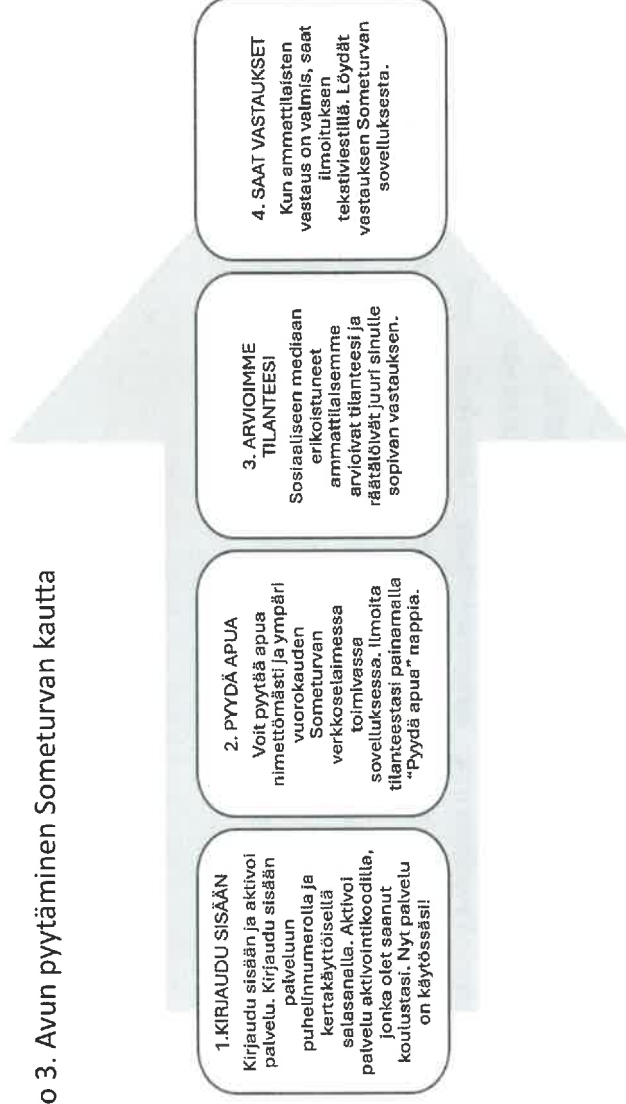 o 3. Avun pyytäminen Someturvan kautta
1.KIRJAUDU SISÄÄN
Kirjaudu sisään ja aktivoi
palvelu. Kirjaudu sisään
palveluun
puhelinnumerolla ja
kertakäyttöisellä
salasanalla. Aktivoi
palvelu aktivointikoodilla,
jonka olet saanut
koulustasi. Nyt palvelu
on käytössäsi!
2. PYYDÄ APUA
Voit pyytää apua
nimettömästi ja ympäri
vuorokauden
Someturvan
verkkoselaimessa
toimivassa
sovelluksessa. Ilmoita
tilanteestasi painamalla
“Pyydä apua” nappia.
3. ARVIOIMME
TILANTEESI
Sosiaaliseen mediaan
erikoistuneet
ammattilaisemme
arvioivat tilanteesi ja
räätälöivät juuri sinulle
sopivan vastauksen.
4. SAAT VASTAUKSET
Kun ammattilaisten
vastaus on valmis, saat
ilmoituksen
tekstiviestillä. Löydät
vastauksen Someturvan
sovelluksesta.